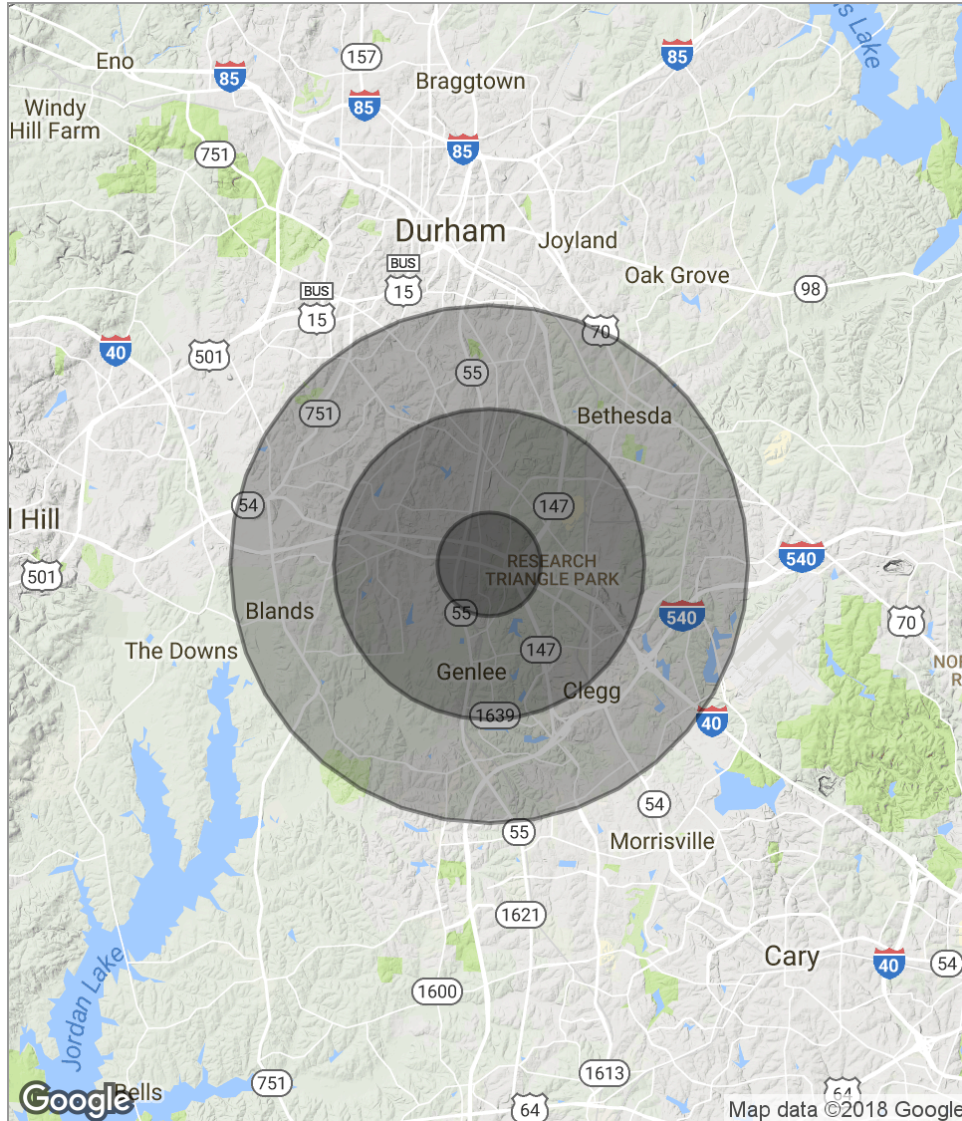 Eno
157
85
Braggtown
85
s Lake
Windy
Hill Farm
85
85
751
Durham
Joyland
BUS
15
Oak Grove
98
BUS
15
70
40
501
55
751
Bethesda
54
147
l Hill
501
RESEARCH
TRIANGLE PARK
540
540
55
Blands
70
The Downs
147
Genlee
Clegg
NOR
R
1639
40
54
55
Morrisville
1621
Cary
40
54
Jordan Lake
1600
751
1613
Bells
64
64
Google
Map data ©2018 Google